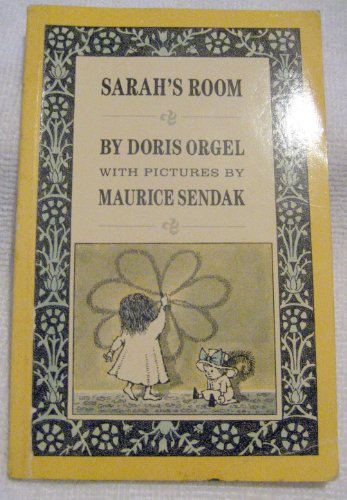 SARAH'S ROOM
BY DORIS ORGEL
WITH PICTURES BY
MAURICE SENDAK